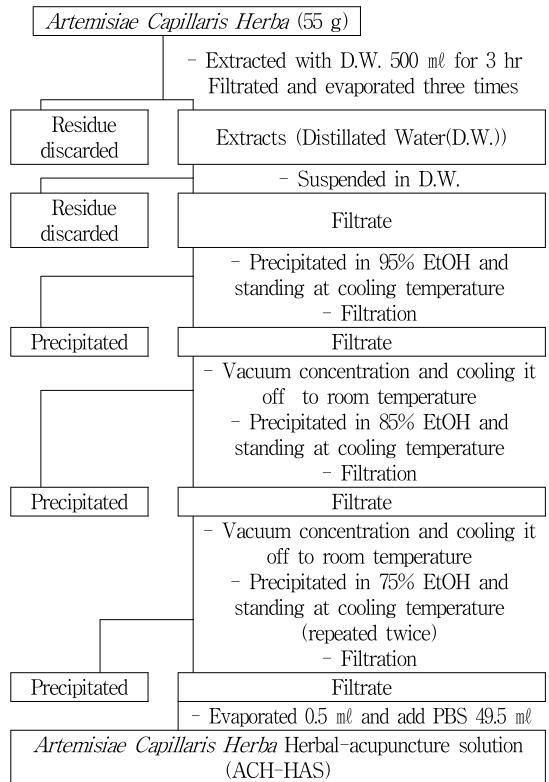 Artemisiae Capillaris Herba (55 g)
- Extracted with D.W. 500 ㎖ for 3 hr
Filtrated and evaporated three times
Residue
discarded
Extracts (Distillated Water(D.W.))
- Suspended in D.W.
Residue
discarded
Filtrate
- Precipitated in 95% EtOH and
standing at cooling temperature
- Filtration
Precipitated
Filtrate
- Vacuum concentration and cooling it
off to room temperature
- Precipitated in 85% EtOH and
standing at cooling temperature
- Filtration
Precipitated
Filtrate
- Vacuum concentration and cooling it
off to room temperature
- Precipitated in 75% EtOH and
standing at cooling temperature
(repeated twice)
- Filtration
Precipitated
Filtrate
- Evaporated 0.5 ㎖ and add PBS 49.5 ㎖
Artemisiae Capillaris Herba Herbal-acupuncture solution
(ACH-HAS)